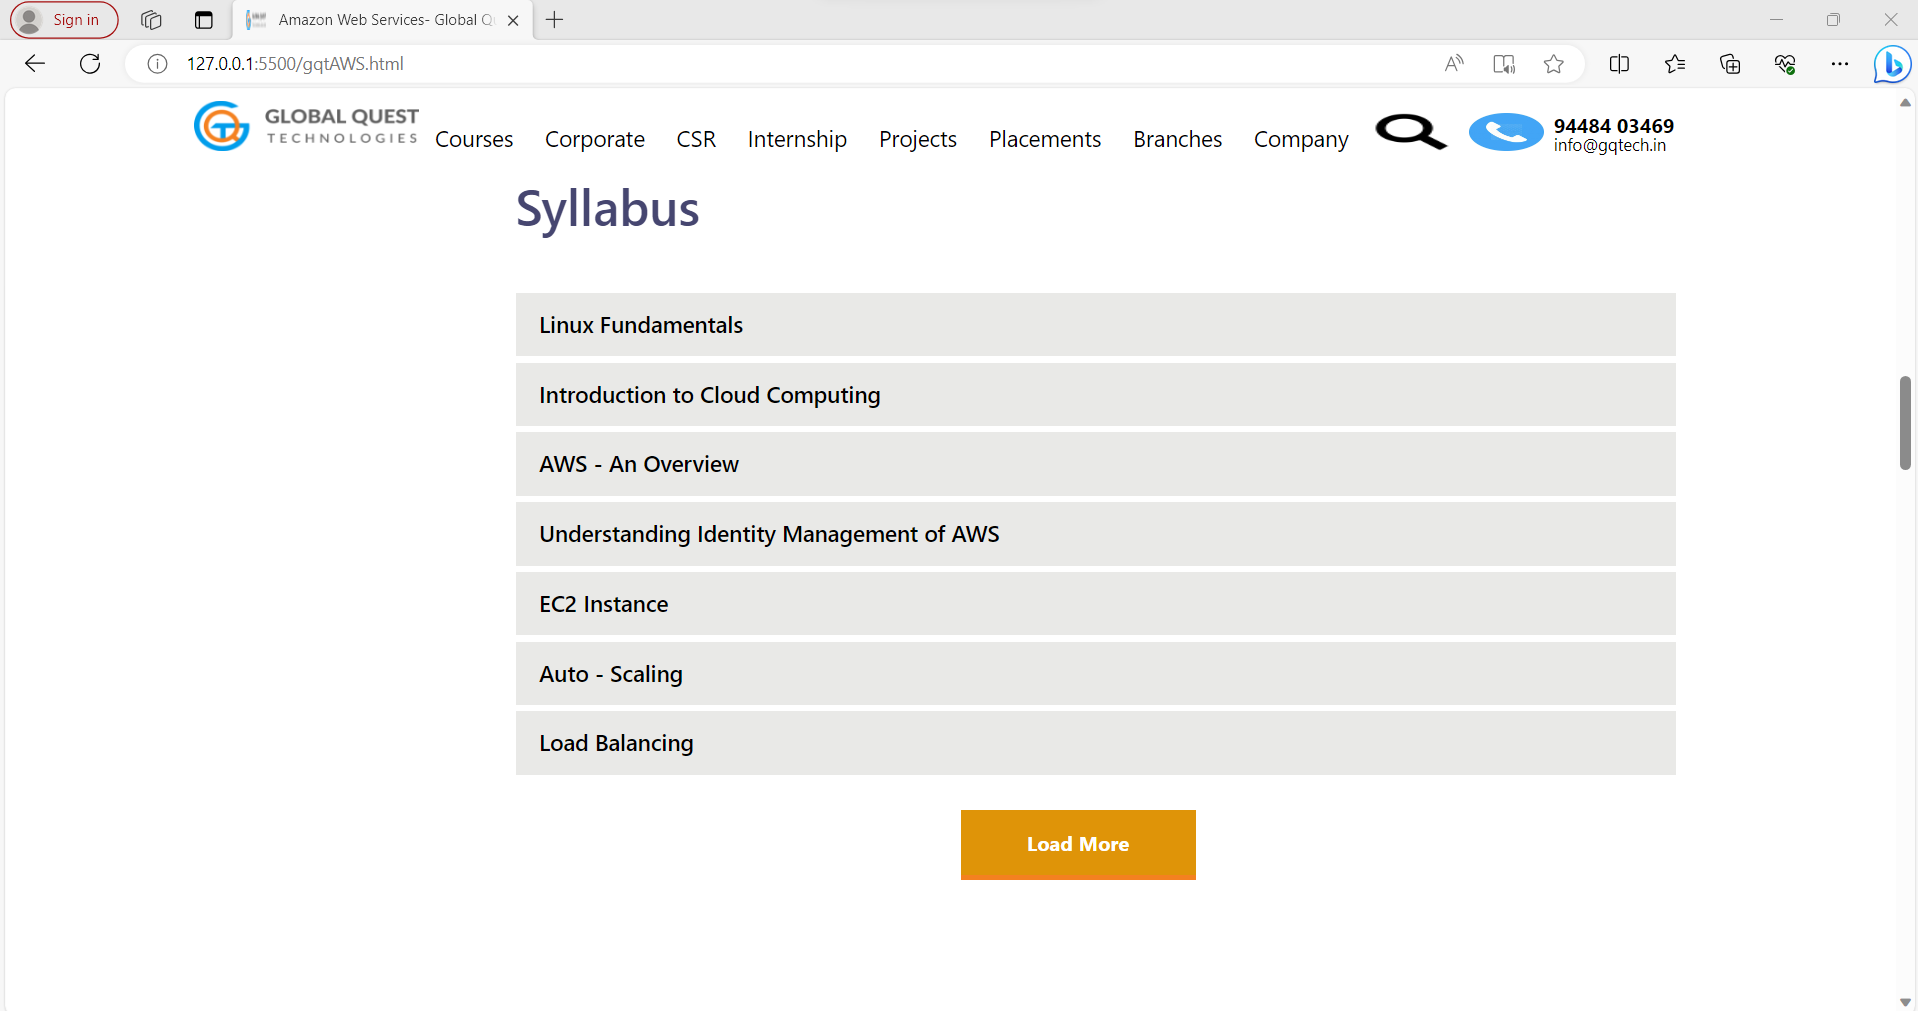 Sign in
Amazon Web Services- Global Q
127.0.0.1:5500/gqtAWS.html
GLOBAL QUEST
TECHNOLOGIES
Courses Corporate CSR Internship Projects Placements Branches Company
94484 03469
info@gqtech.in
Syllabus
Linux Fundamentals
Introduction to Cloud Computing
AWS - An Overview
Understanding Identity Management of AWS
EC2 Instance
Auto - Scaling
Load Balancing
Load More